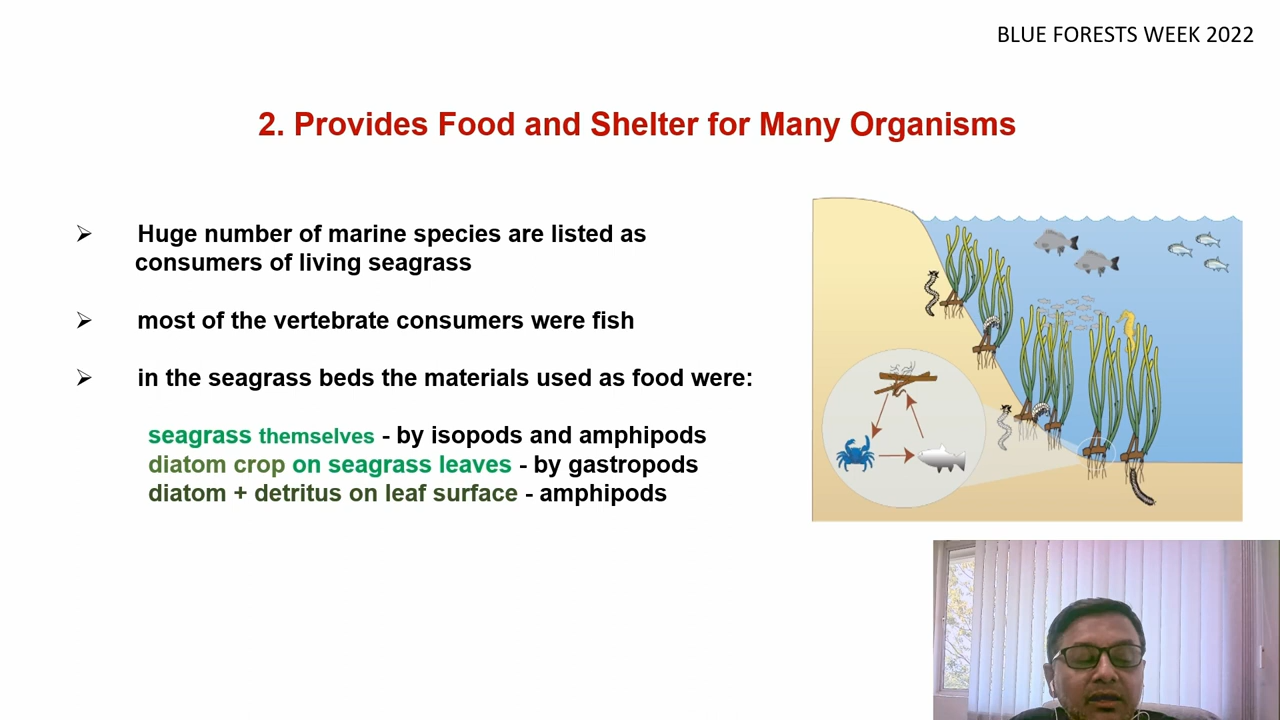 BLUE FORESTS WEEK 2022
2. Provides Food and Shelter for Many Organisms
➢ Huge number of marine species are listed as
consumers of living seagrass
➢ most of the vertebrate consumers were fish
➢ in the seagrass beds the materials used as food were:
seagrass themselves - by isopods and amphipods
diatom crop on seagrass leaves - by gastropods
diatom + detritus on leaf surface - amphipods